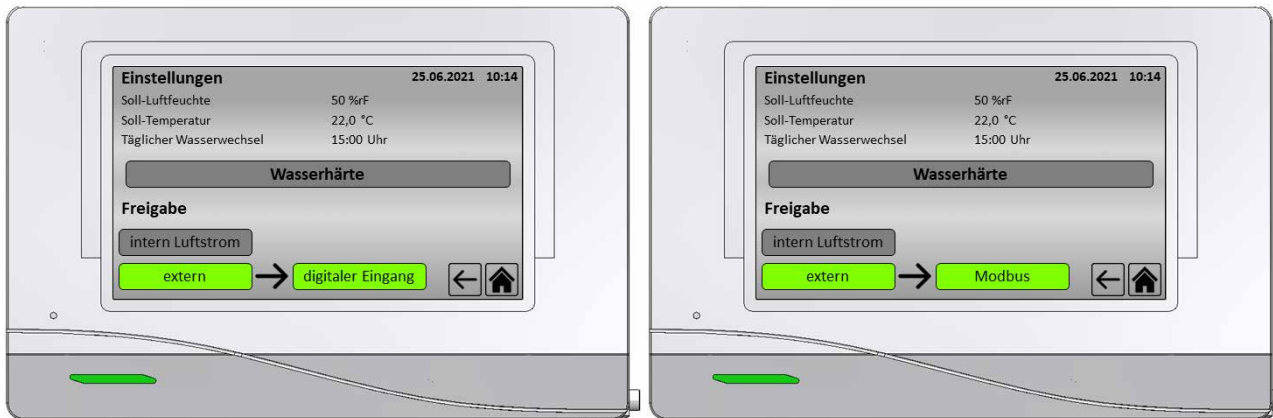 Einstellungen 25.06.2021 10:14
Soll-Luftfeuchte 50 %rF
Soll-Temperatur 22,0 °C
Täglicher Wasserwechsel 15:00 Uhr
Wasserhärte
Freigabe
intern Luftstrom
extern digitaler Eingang
Einstellungen 25.06.2021 10:14
Soll-Luftfeuchte 50 %rF
Soll-Temperatur 22,0 °C
Täglicher Wasserwechsel 15:00 Uhr
Wasserhärte
Freigabe
intern Luftstrom
extern Modbus